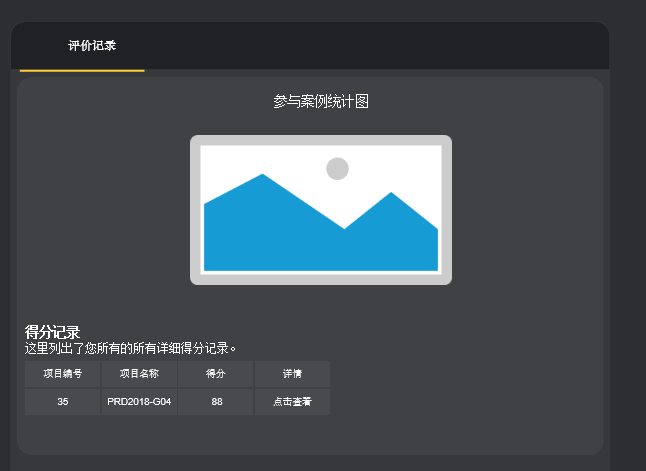 评价记录
参与案例统计图
得分记录
这里列出了您所有的所有详细得分记录。
项目编号 项目名称 得分 详情
35 PRD2018-G04 88 点击查看